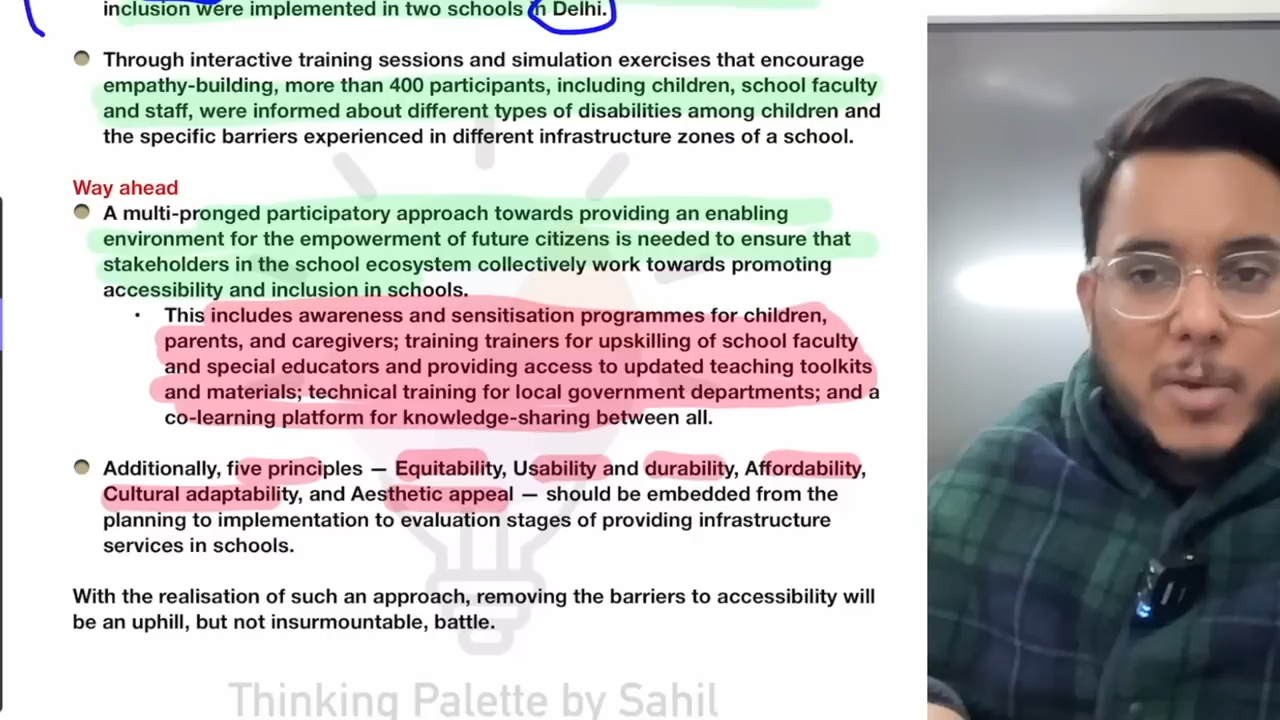 inclusion were implemented in two schools in Delhi.
Through interactive training sessions and simulation exercises that encourage
empathy-building, more than 400 participants, including children, school faculty
and staff, were informed about different types of disabilities among children and
the specific barriers experienced in different infrastructure zones of a school.
Way ahead
A multi-pronged participatory approach towards providing an enabling
environment for the empowerment of future citizens is needed to ensure that
stakeholders in the school ecosystem collectively work towards promoting
accessibility and inclusion in schools.
This includes awareness and sensitisation programmes for children,
parents, and caregivers; training trainers for upskilling of school faculty
and special educators and providing access to updated teaching toolkits
and materials; technical training for local government departments; and a
co-learning platform for knowledge-sharing between all.
Additionally, five principles — Equitability, Usability and durability, Affordability,
Cultural adaptability, and Aesthetic appeal — should be embedded from the
planning to implementation to evaluation stages of providing infrastructure
services in schools.
With the realisation of such an approach, removing the barriers to accessibility will
be an uphill, but not insurmountable, battle.
Thinking Palette by Sahil